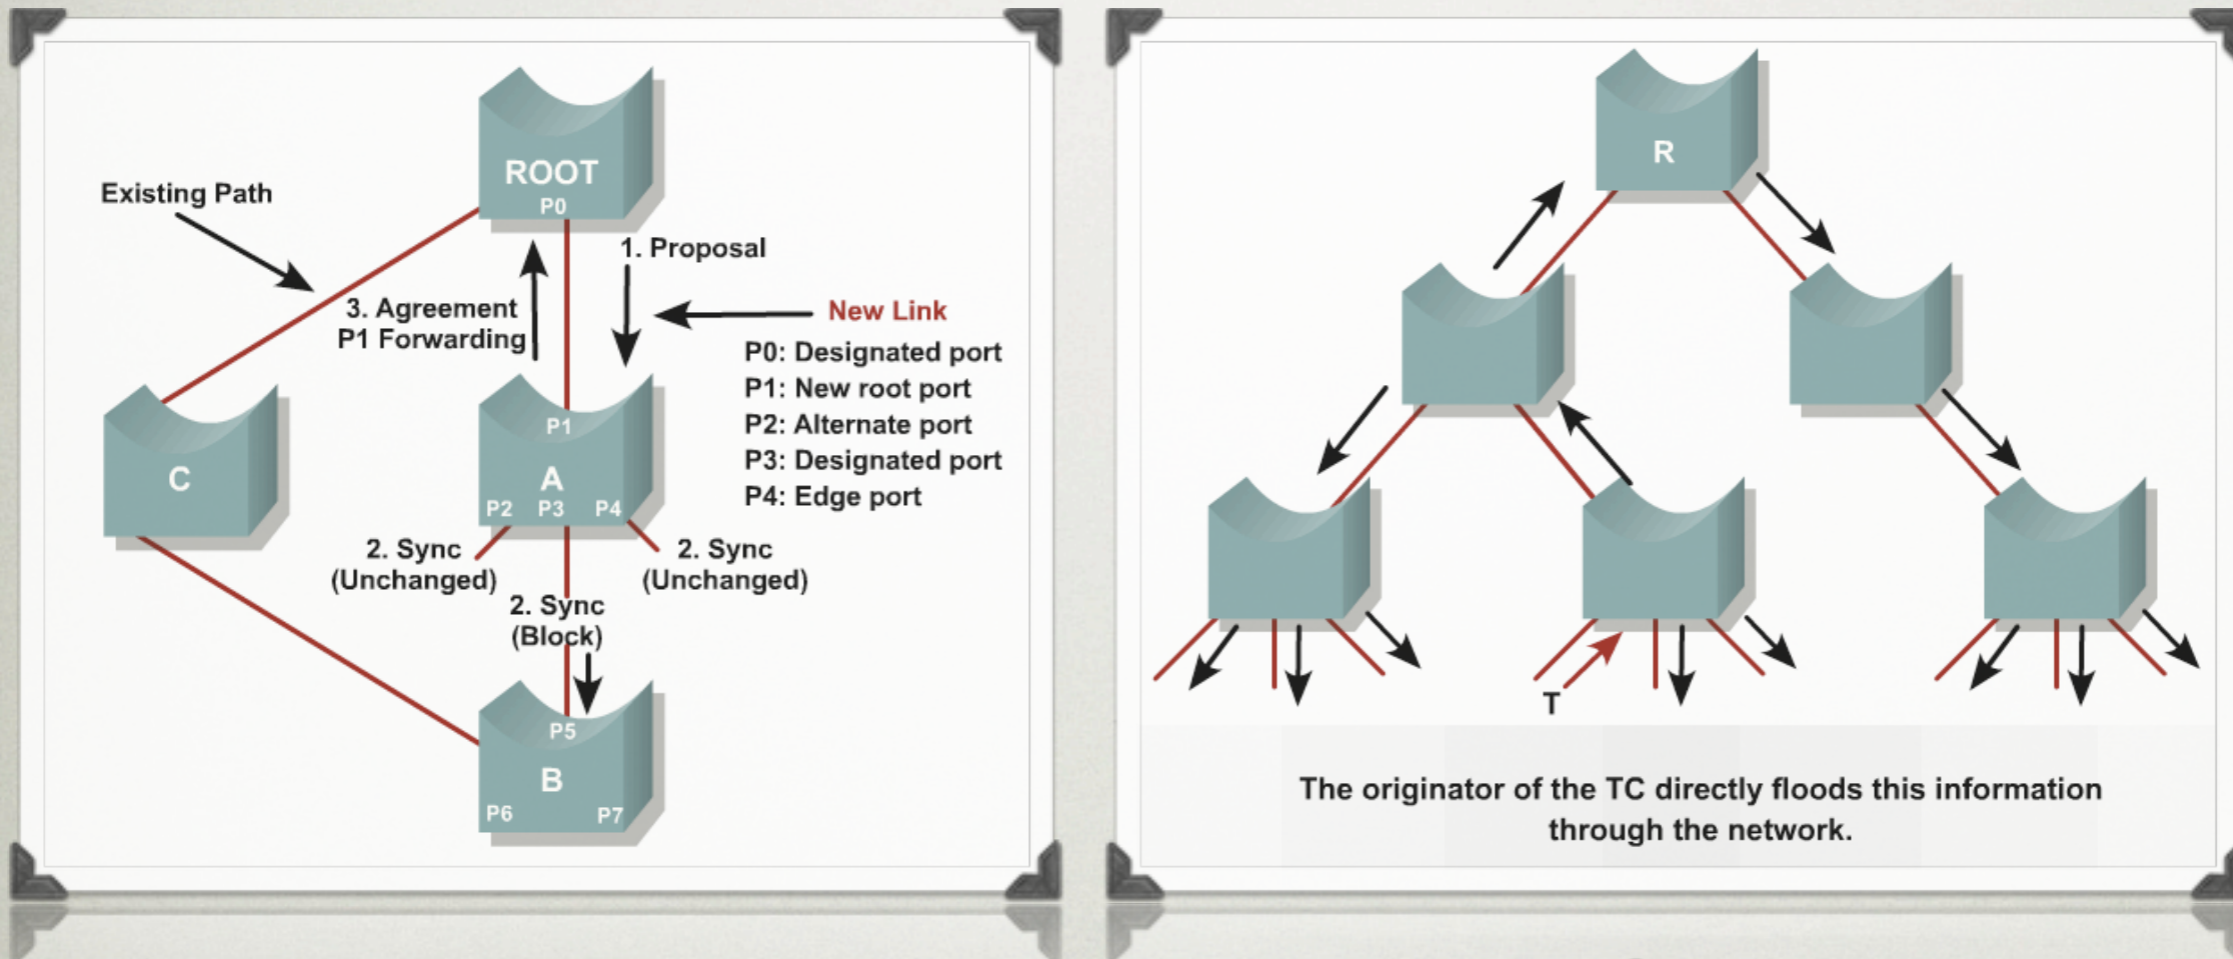 ROOT
P0
Existing Path
1. Proposal
3. Agreement
P1 Forwarding
New Link
P0: Designated port
P1: New root port
P2: Alternate port
P3: Designated port
P4: Edge port
P1
C
A
P2 P3 P4
2. Sync
(Unchanged)
2. Sync
(Unchanged)
2. Sync
(Block)
P5
B
P6 P7
R
T
The originator of the TC directly floods this information
through the network.